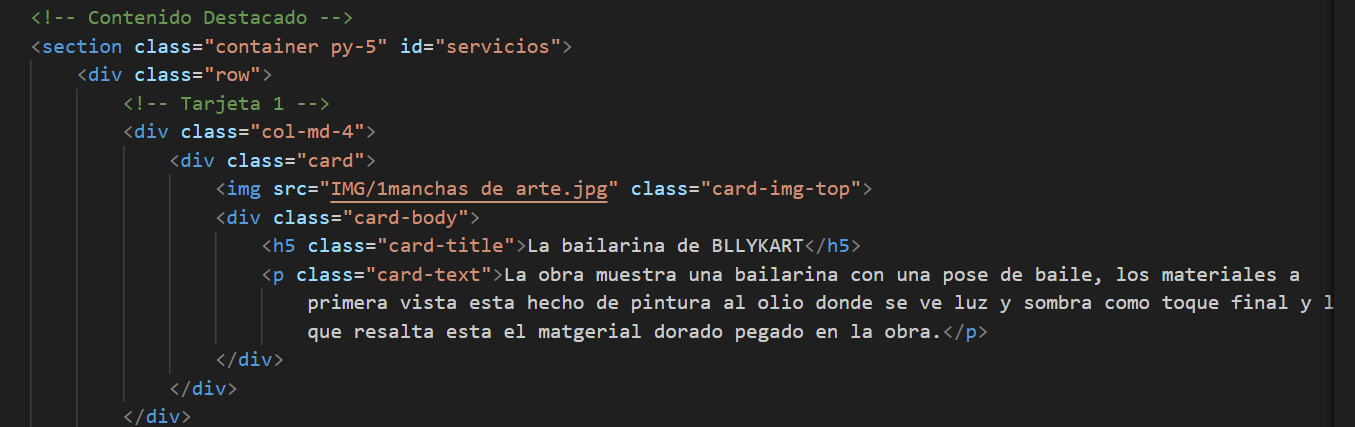 <!-- Contenido Destacado -->
<section class="container py-5" id="servicios">
<div class="row">
<!-- Tarjeta 1 -->
<div class="col-md-4">
<div class="card">
<img src="IMG/1manchas de arte.jpg" class="card-img-top">
<div class="card-body">
<h5 class="card-title">La bailarina de BLLYKART</h5>
<p class="card-text">La obra muestra una bailarina con una pose de baile, los materiales a
primera vista esta hecho de pintura al olio donde se ve luz y sombra como toque final y l
que resalta esta el matgerial dorado pegado en la obra.</p>
</div>
</div>
</div>